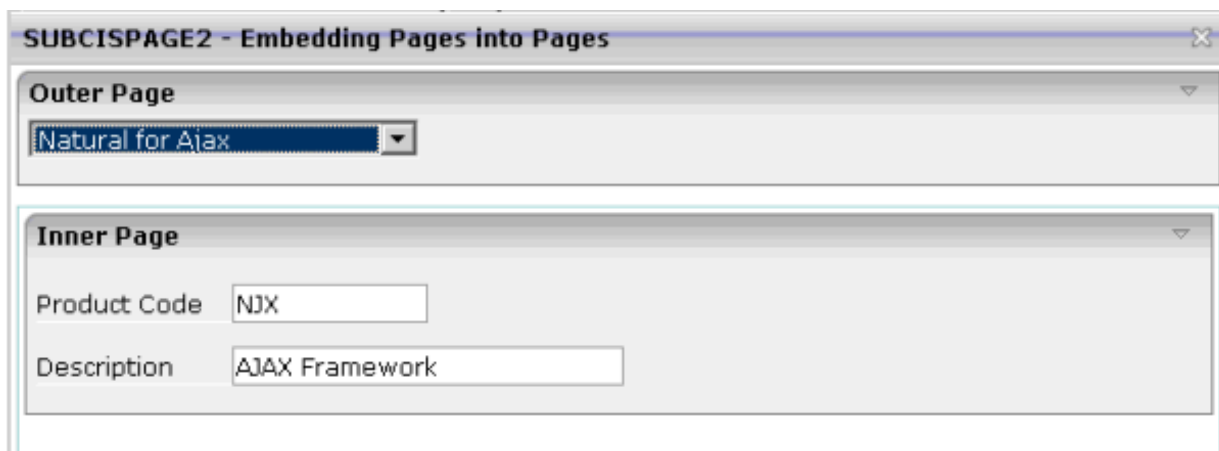 SUBCISPAGE2 - Embedding Pages into Pages
Outer Page
Natural for Ajax
Inner Page
Product Code NJX
Description AJAX Framework